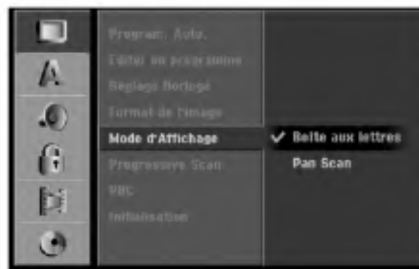 Program. Auto.
Editer un programme
Réglage Horloge
Format de l'image
Mode d'Affichage
✔ Boîte aux lettres
Pan Scan
Progressive Scan
PBC
Initialisation